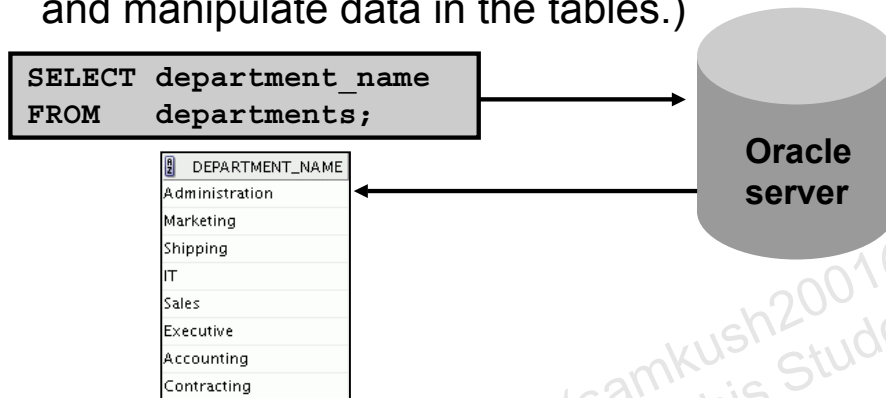 and manipulate data in the tables.)
SELECT department_name
FROM departments;
Oracle
server
DEPARTMENT_NAME
Administration
Marketing
Shipping
IT
Sales
Executive
Accounting
Contracting